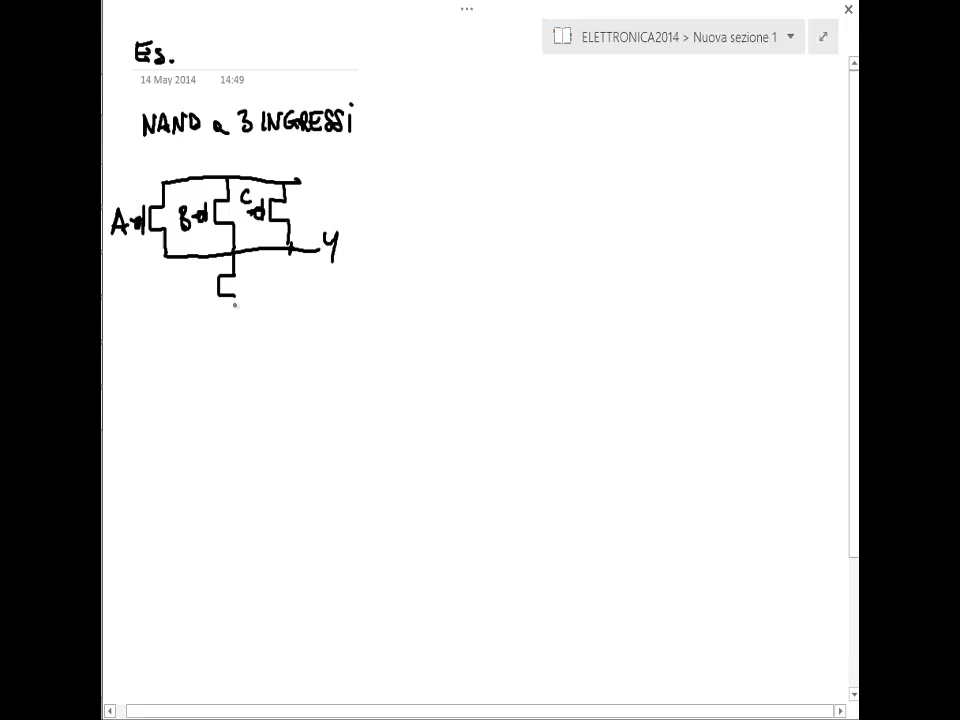 ELETTRONICA2014 > Nuova sezione 1
Es.
14 May 2014 14:49
NAND a 3 INGRESSI
A B C
Y